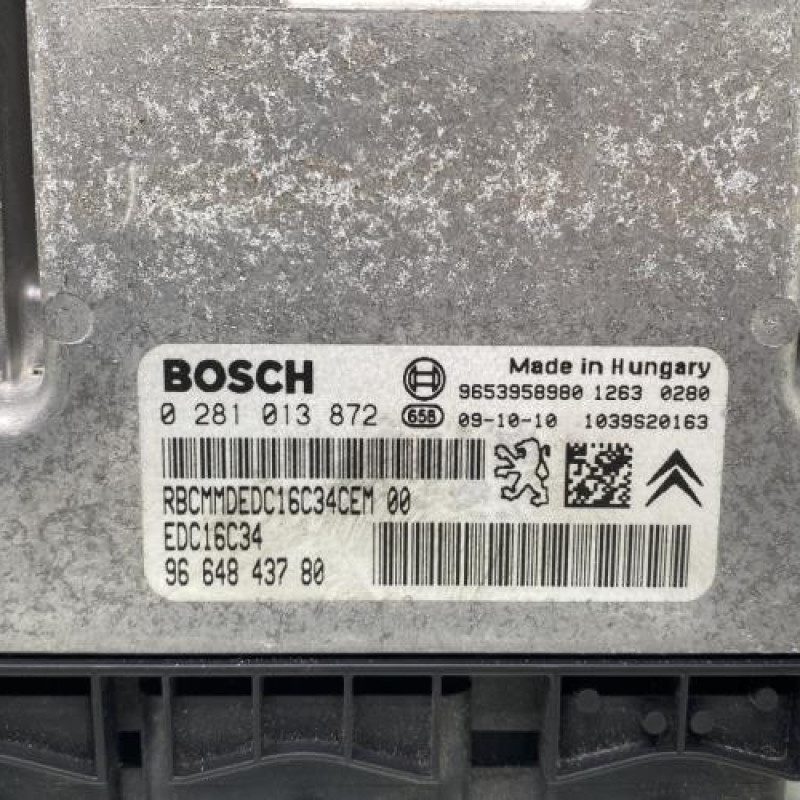 BOSCH
Made in Hungary
9653958980 1263 0280
0 281 013 872
658
09-10-10 1039S20163
RBCMMDEDC16C34CEM 00
EDC16C34
96 648 437 80